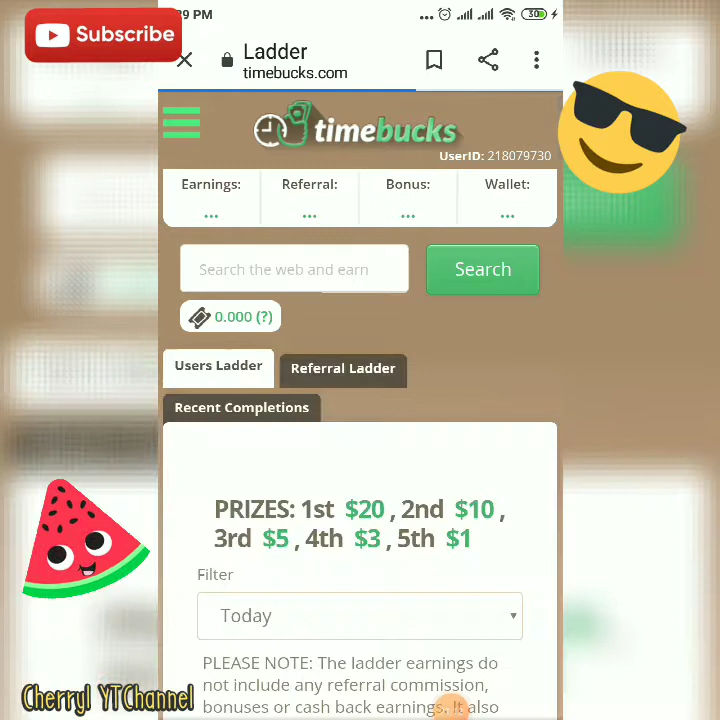 Subscribe
29 PM
30
Ladder
timebucks.com
timebucks
UserID: 218079730
Earnings: Referral: Bonus: Wallet:
... ... ... ...
Search the web and earn
Search
0.000 (?)
Users Ladder
Referral Ladder
Recent Completions
PRIZES: 1st $20 , 2nd $10 ,
3rd $5 , 4th $3 , 5th $1
Filter
Today
PLEASE NOTE: The ladder earnings do
not include any referral commission,
bonuses or cash back earnings. It also
Cherryl YTChannel